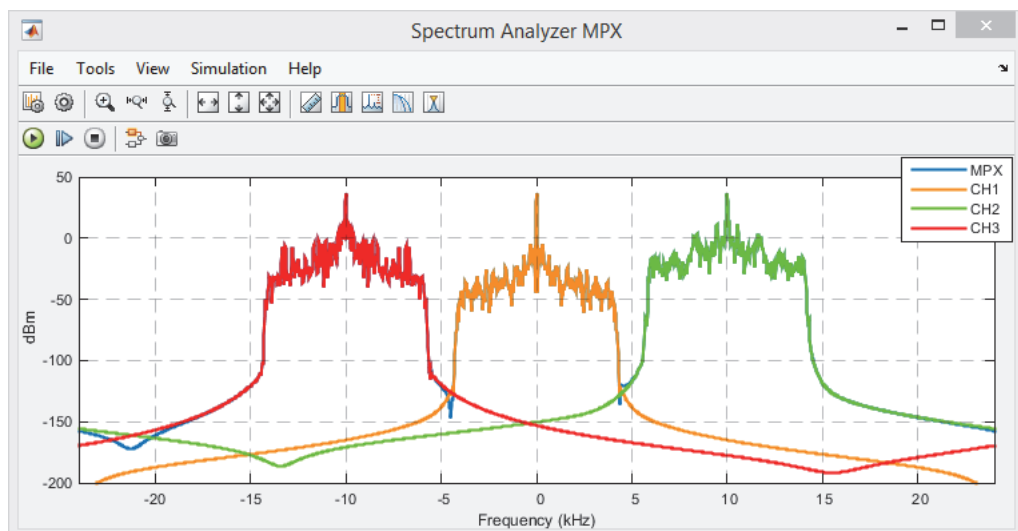 Spectrum Analyzer MPX
File Tools View Simulation Help
MPX
CH1
CH2
CH3
50
0
-50
-100
-150
-200
dBm
-20 -15 -10 -5 0 5 10 15 20
Frequency (kHz)